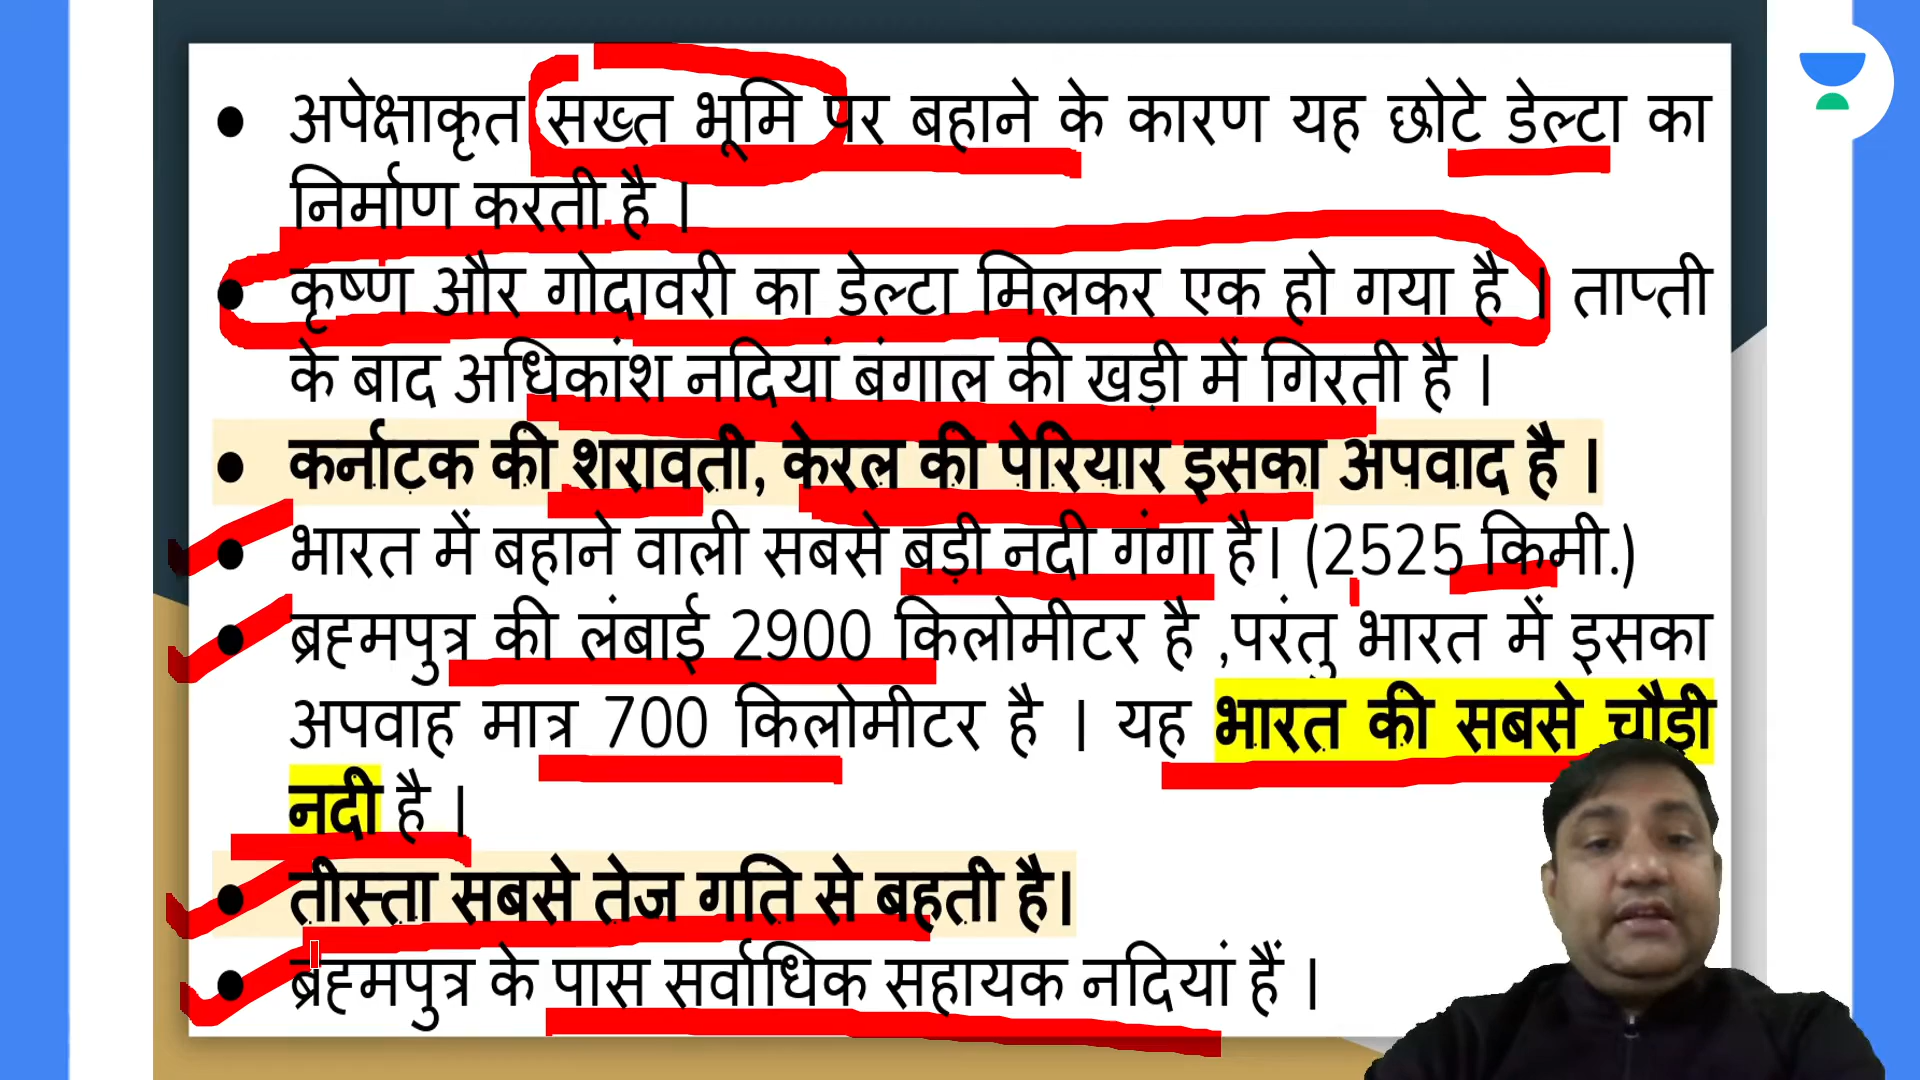 अपेक्षाकृत सख्त भूमि पर बहाने के कारण यह छोटे डेल्टा का
निर्माण करती है ।
कृष्ण और गोदावरी का डेल्टा मिलकर एक हो गया है । ताप्ती
के बाद अधिकांश नदियां बंगाल की खड़ी में गिरती है ।
कर्नाटक की शरावती, केरल की पेरियार इसका अपवाद है ।
भारत में बहाने वाली सबसे बड़ी नदी गंगा है। (2525 किमी.)
ब्रह्मपुत्र की लंबाई 2900 किलोमीटर है ,परंतु भारत में इसका
अपवाह मात्र 700 किलोमीटर है । यह भारत की सबसे चौड़ी
नदी है ।
तीस्ता सबसे तेज गति से बहती है।
ब्रह्मपुत्र के पास सर्वाधिक सहायक नदियां हैं ।